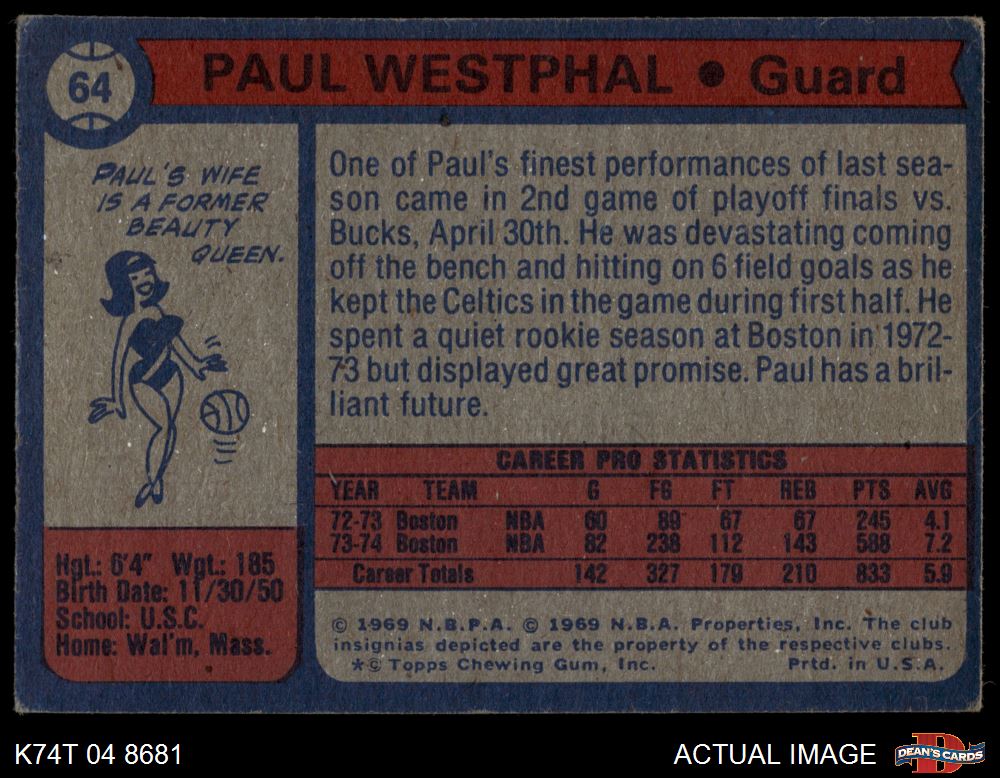 64
PAUL WESTPHAL • Guard
PAUL'S WIFE
IS A FORMER
BEAUTY
QUEEN.
One of Paul's finest performances of last sea-
son came in 2nd game of playoff finals vs.
Bucks, April 30th. He was devastating coming
off the bench and hitting on 6 field goals as he
kept the Celtics in the game during first half. He
spent a quiet rookie season at Boston in 1972-
73 but displayed great promise. Paul has a bril-
liant future.
Hgt.: 6'4" Wgt.: 185
Birth Date: 11/30/50
School: U.S.C.
Home: Wal'm, Mass.
CAREER PRO STATISTICS
YEAR TEAM G FG FT REB PTS AVG
72-73 Boston NBA 60 89 67 67 245 4.1
73-74 Boston NBA 82 238 112 143 588 7.2
Career Totals 142 327 179 210 833 5.9
© 1969 N.B.P.A. © 1969 N.B.A. Properties, Inc. The club
insignias depicted are the property of the respective clubs.
*© Topps Chewing Gum, Inc. Prtd. in U.S.A.
K74T 04 8681
ACTUAL IMAGE
DEAN'S CARDS